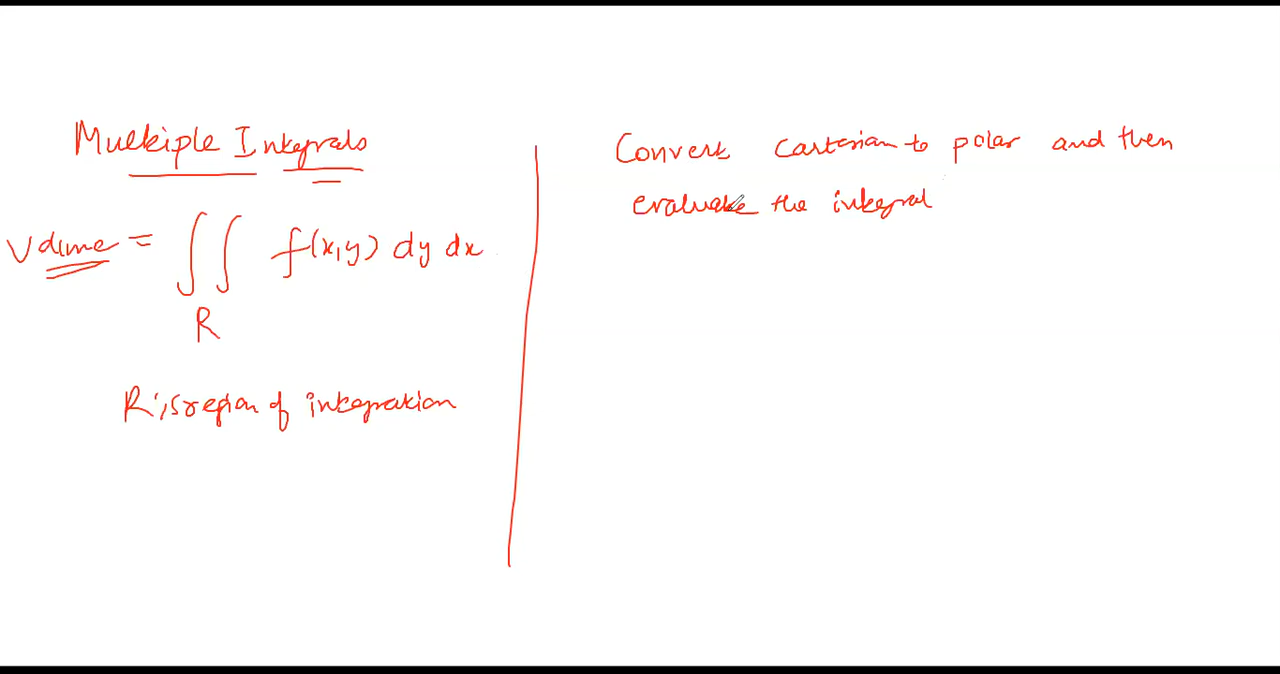 Multiple Integrals
Volume = ∫∫ f(x,y) dy dx
R
R is region of integration
Convert Cartesian to polar and then
evaluate the integral